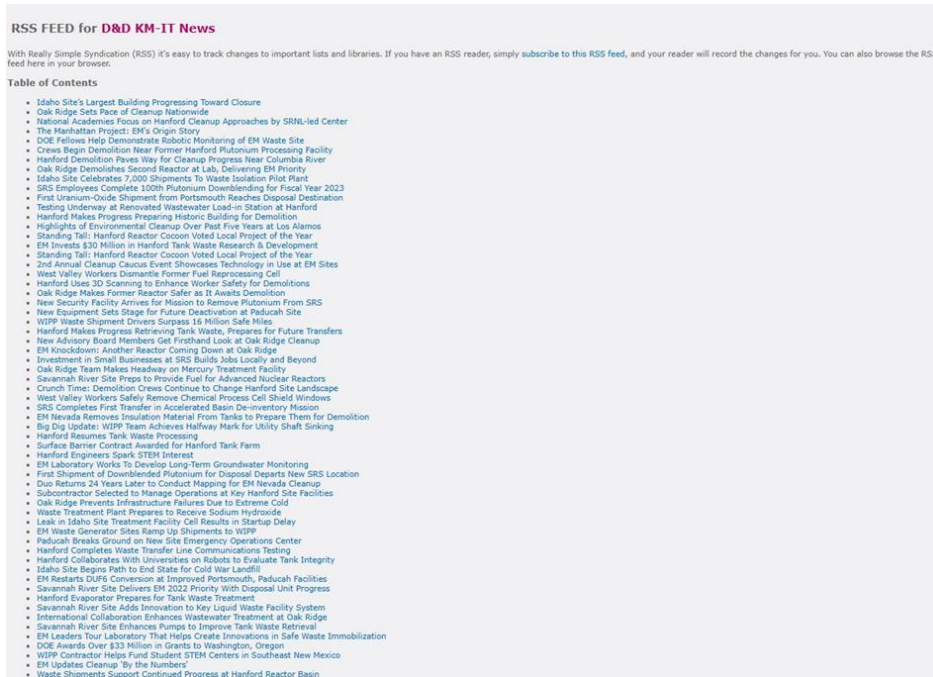 RSS FEED for D&D KM-IT News
With Really Simple Syndication (RSS) it's easy to track changes to important lists and libraries. If you have an RSS reader, simply subscribe to this RSS feed, and your reader will record the changes for you. You can also browse the RS
feed here in your browser.
Table of Contents
Idaho Site's Largest Building Progressing Toward Closure
Oak Ridge Sets Pace of Cleanup Nationwide
National Academies Focus on Hanford Cleanup Approaches by SRNL-led Center
The Manhattan Project: EM's Origin Story
DOE Fellows Help Demonstrate Robotic Monitoring of EM Waste Site
Crews Begin Demolition Near Former Hanford Plutonium Processing Facility
Hanford Demolition Paves Way for Cleanup Progress Near Columbia River
Oak Ridge Demolishes Second Reactor at Lab, Delivering EM Priority
Idaho Site Celebrates 7,000 Shipments To Waste Isolation Pilot Plant
SRS Employees Complete 100th Plutonium Downblending for Fiscal Year 2023
First Uranium-Oxide Shipment from Portsmouth Reaches Disposal Destination
Testing Underway at Renovated Wastewater Load-in Station at Hanford
Hanford Makes Progress Preparing Historic Building for Demolition
Highlights of Environmental Cleanup Over Past Five Years at Los Alamos
Standing Tall: Hanford Reactor Cocoon Voted Local Project of the Year
EM Invests $30 Million in Hanford Tank Waste Research & Development
Standing Tall: Hanford Reactor Cocoon Voted Local Project of the Year
2nd Annual Cleanup Caucus Event Showcases Technology in Use at EM Sites
West Valley Workers Dismantle Former Fuel Reprocessing Cell
Hanford Uses 3D Scanning to Enhance Worker Safety for Demolitions
Oak Ridge Makes Former Reactor Safer as It Awaits Demolition
New Security Facility Arrives for Mission to Remove Plutonium From SRS
New Equipment Sets Stage for Future Deactivation at Paducah Site
WIPP Waste Shipment Drivers Surpass 16 Million Safe Miles
Hanford Makes Progress Retrieving Tank Waste, Prepares for Future Transfers
New Advisory Board Members Get Firsthand Look at Oak Ridge Cleanup
EM Knockdown: Another Reactor Coming Down at Oak Ridge
Investment in Small Businesses at SRS Builds Jobs Locally and Beyond
Oak Ridge Team Makes Headway on Mercury Treatment Facility
Savannah River Site Preps to Provide Fuel for Advanced Nuclear Reactors
Crunch Time: Demolition Crews Continue to Change Hanford Site Landscape
West Valley Workers Safely Remove Chemical Process Cell Shield Windows
SRS Completes First Transfer in Accelerated Basin De-inventory Mission
EM Nevada Removes Insulation Material From Tanks to Prepare Them for Demolition
Big Dig Update: WIPP Team Achieves Halfway Mark for Utility Shaft Sinking
Hanford Resumes Tank Waste Processing
Surface Barrier Contract Awarded for Hanford Tank Farm
Hanford Engineers Spark STEM Interest
EM Laboratory Works To Develop Long-Term Groundwater Monitoring
First Shipment of Downblended Plutonium for Disposal Departs New SRS Location
Duo Returns 24 Years Later to Conduct Mapping for EM Nevada Cleanup
Subcontractor Selected to Manage Operations at Key Hanford Site Facilities
Oak Ridge Prevents Infrastructure Failures Due to Extreme Cold
Waste Treatment Plant Prepares to Receive Sodium Hydroxide
Leak in Idaho Site Treatment Facility Cell Results in Startup Delay
EM Waste Generator Sites Ramp Up Shipments to WIPP
Paducah Breaks Ground on New Site Emergency Operations Center
Hanford Completes Waste Transfer Line Communications Testing
Hanford Collaborates With Universities on Robots to Evaluate Tank Integrity
Idaho Site Begins Path to End State for Cold War Landfill
EM Restarts DUF6 Conversion at Improved Portsmouth, Paducah Facilities
Savannah River Site Delivers EM 2022 Priority With Disposal Unit Progress
Hanford Evaporator Prepares for Tank Waste Treatment
Savannah River Site Adds Innovation to Key Liquid Waste Facility System
International Collaboration Enhances Wastewater Treatment at Oak Ridge
Savannah River Site Enhances Pumps to Improve Tank Waste Retrieval
EM Leaders Tour Laboratory That Helps Create Innovations in Safe Waste Immobilization
DOE Awards Over $33 Million in Grants to Washington, Oregon
WIPP Contractor Helps Fund Student STEM Centers in Southeast New Mexico
EM Updates Cleanup 'By the Numbers'
Waste Shipments Support Continued Progress at Hanford Reactor Basin